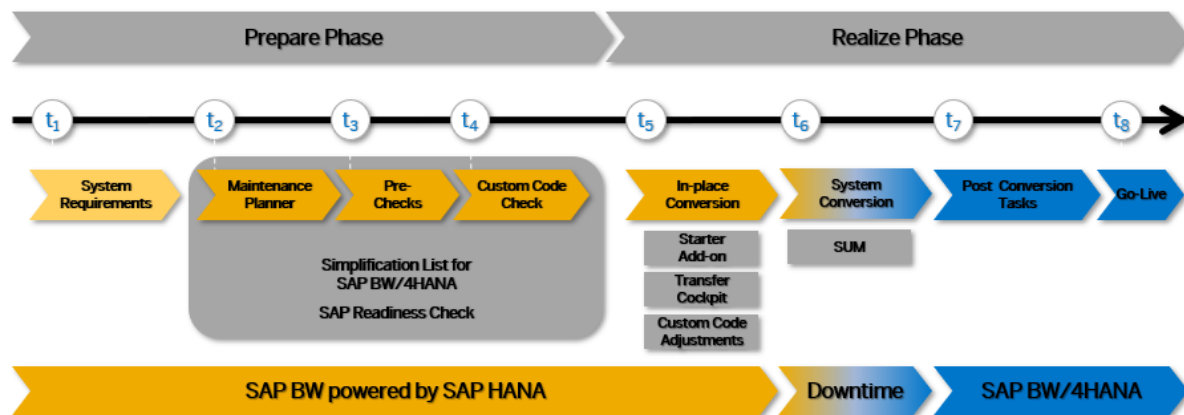 Prepare Phase
Realize Phase
t1
t2
t3
t4
t5
t6
t7
t8
System
Requirements
Maintenance
Planner
Pre-
Checks
Custom Code
Check
In-place
Conversion
System
Conversion
Post Conversion
Tasks
Go-Live
Simplification List for
SAP BW/4HANA
SAP Readiness Check
Starter
Add-on
Transfer
Cockpit
Custom Code
Adjustments
SUM
SAP BW powered by SAP HANA
Downtime
SAP BW/4HANA